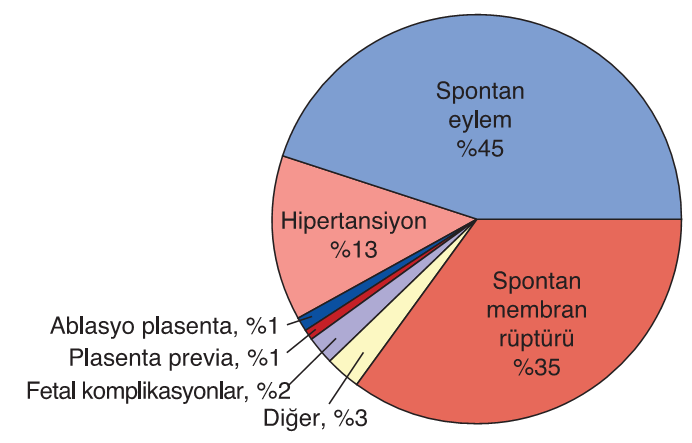 Spontan
eylem
%45
Hipertansiyon
%13
Spontan
membran
rüptürü
%35
Ablasyo plasenta, %1
Plasenta previa, %1
Fetal komplikasyonlar, %2
Diğer, %3